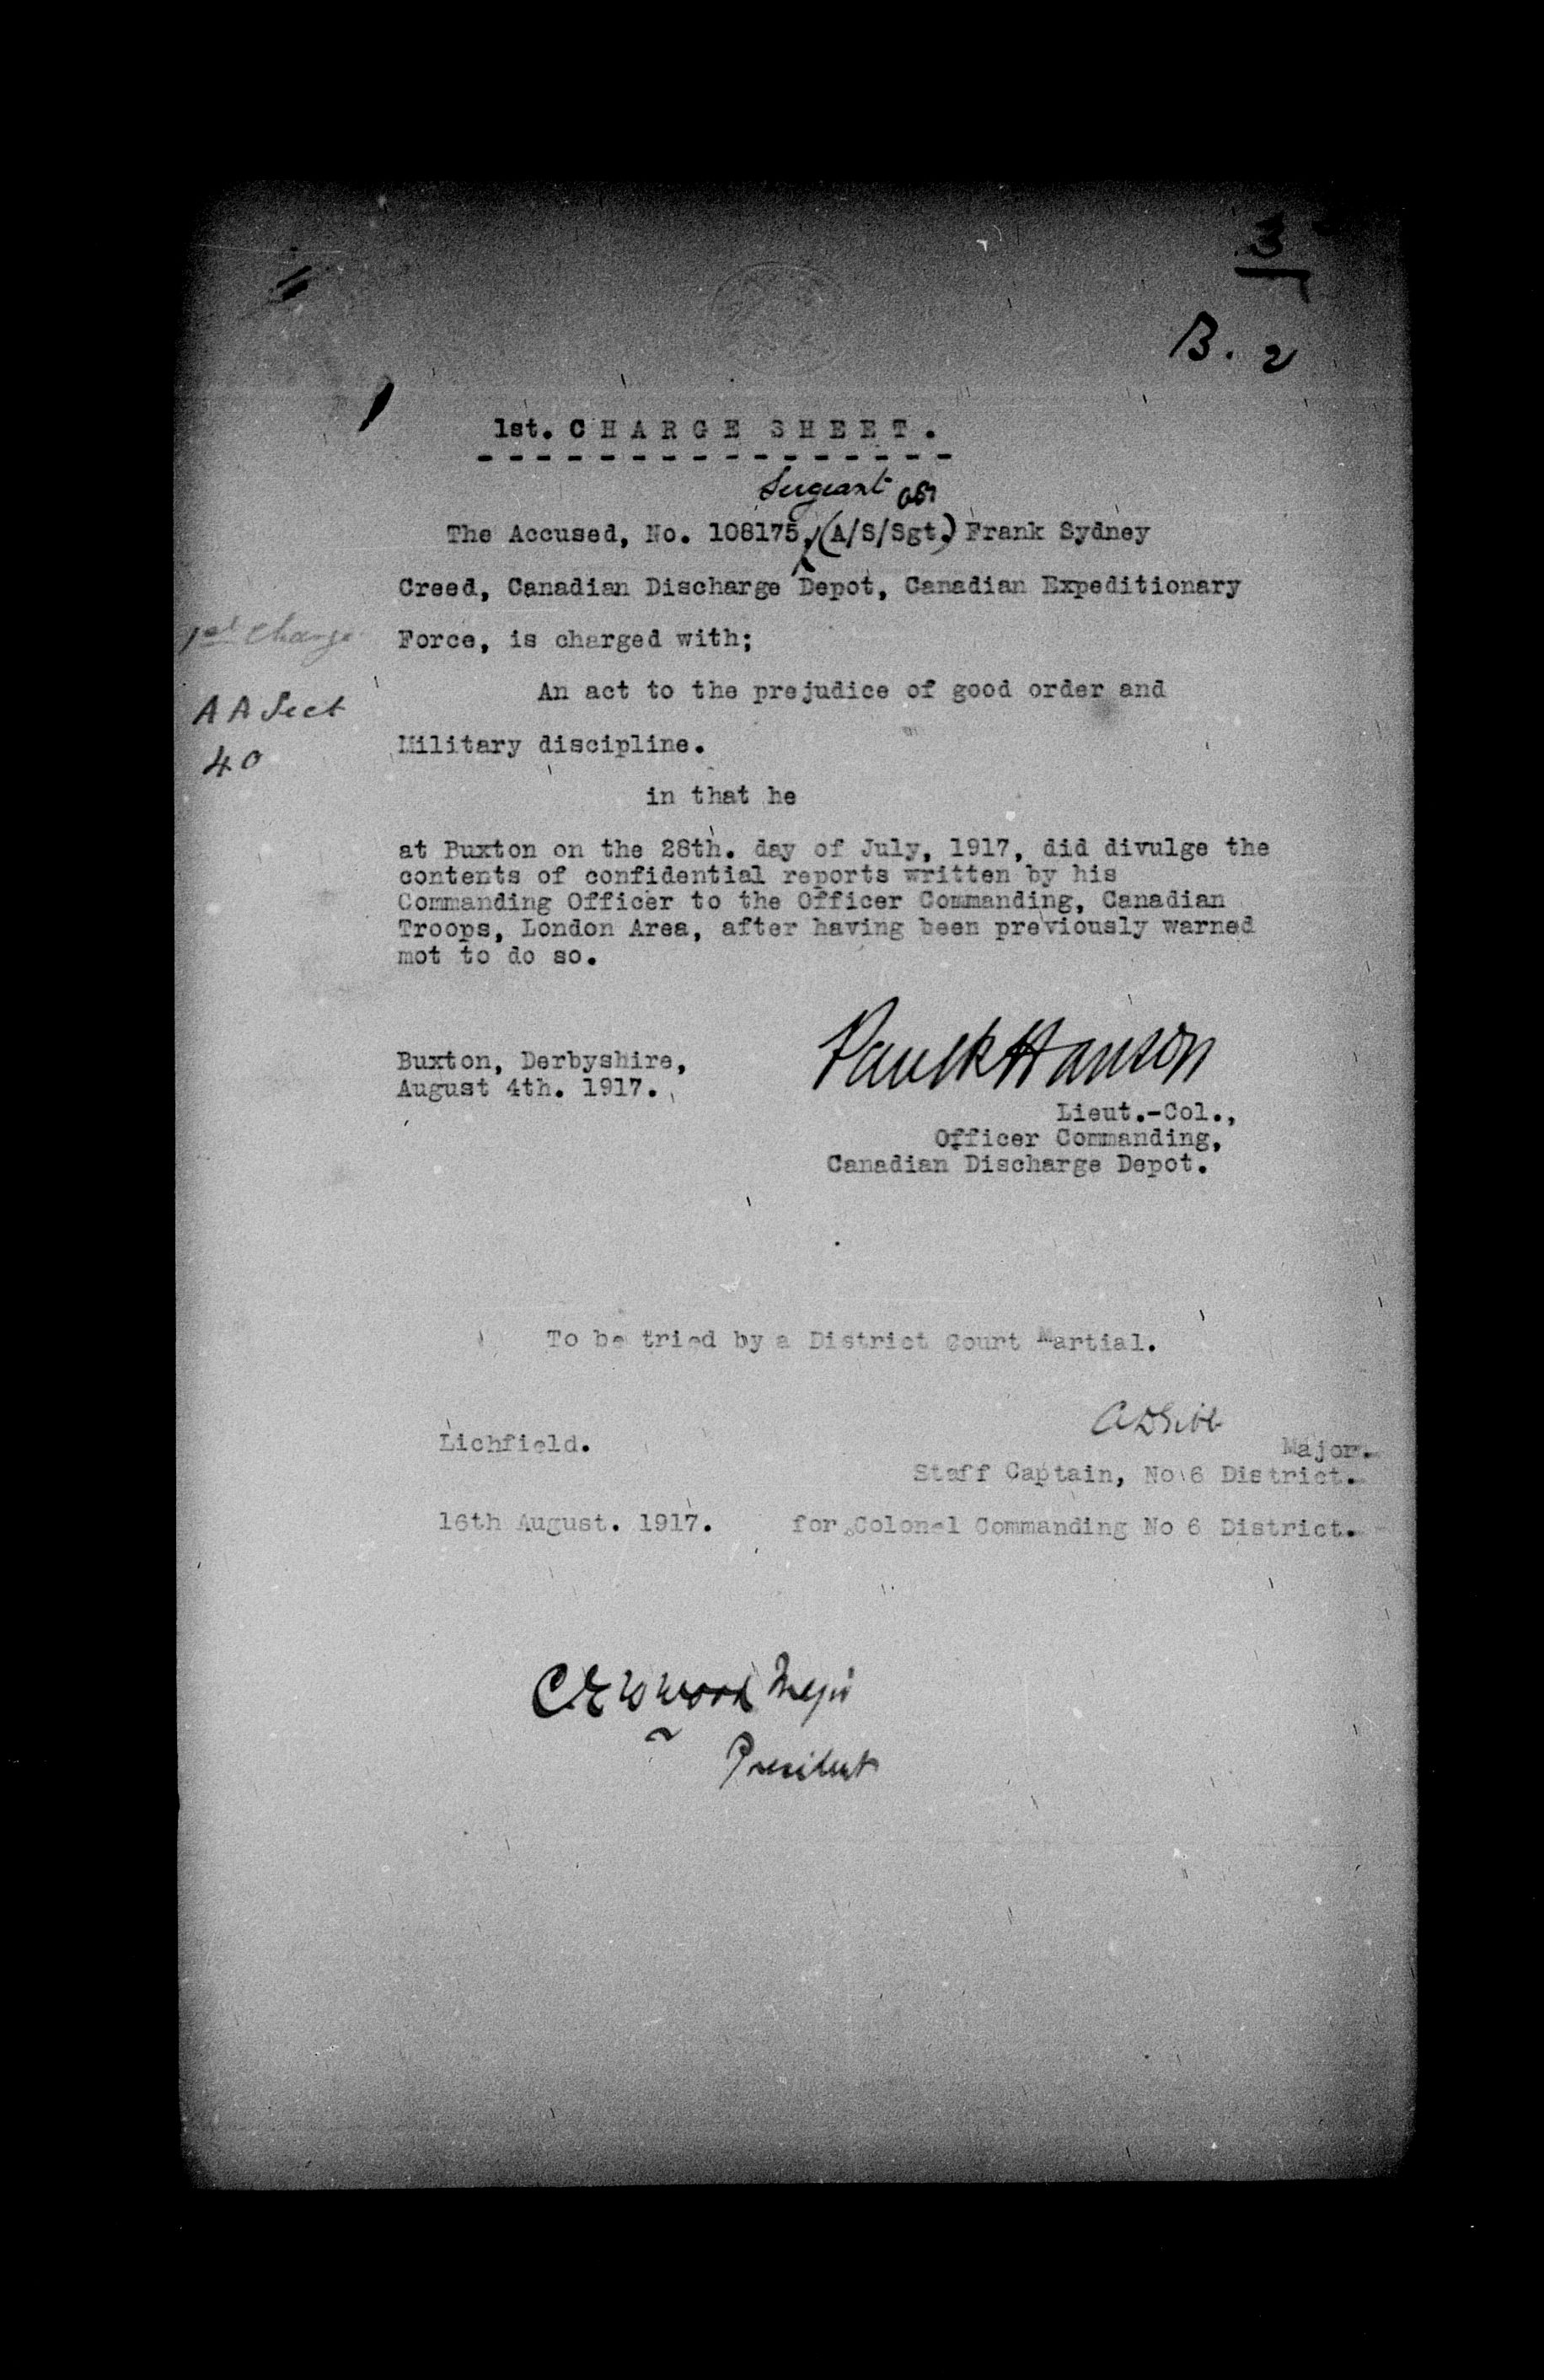 3
B. 2
1st. CHARGE SHEET.
Sergeant
The Accused, No. 108175, (A/S/Sgt.) Frank Sydney
Creed, Canadian Discharge Depot, Canadian Expeditionary
1st Charge
Force, is charged with;
An act to the prejudice of good order and
A A Sect
40
Military discipline.
in that he
at Buxton on the 28th. day of July, 1917, did divulge the
contents of confidential reports written by his
Commanding Officer to the Officer Commanding, Canadian
Troops, London Area, after having been previously warned
mot to do so.
Paul R Hanson
Buxton, Derbyshire,
August 4th. 1917.
Lieut.-Col.,
Officer Commanding,
Canadian Discharge Depot.
To be tried by a District Court Martial.
A D Gibb
Lichfield.
Major.
Staff Captain, No 6 District.
16th August. 1917. for Colonel Commanding No 6 District.
C E W Wood Major
President